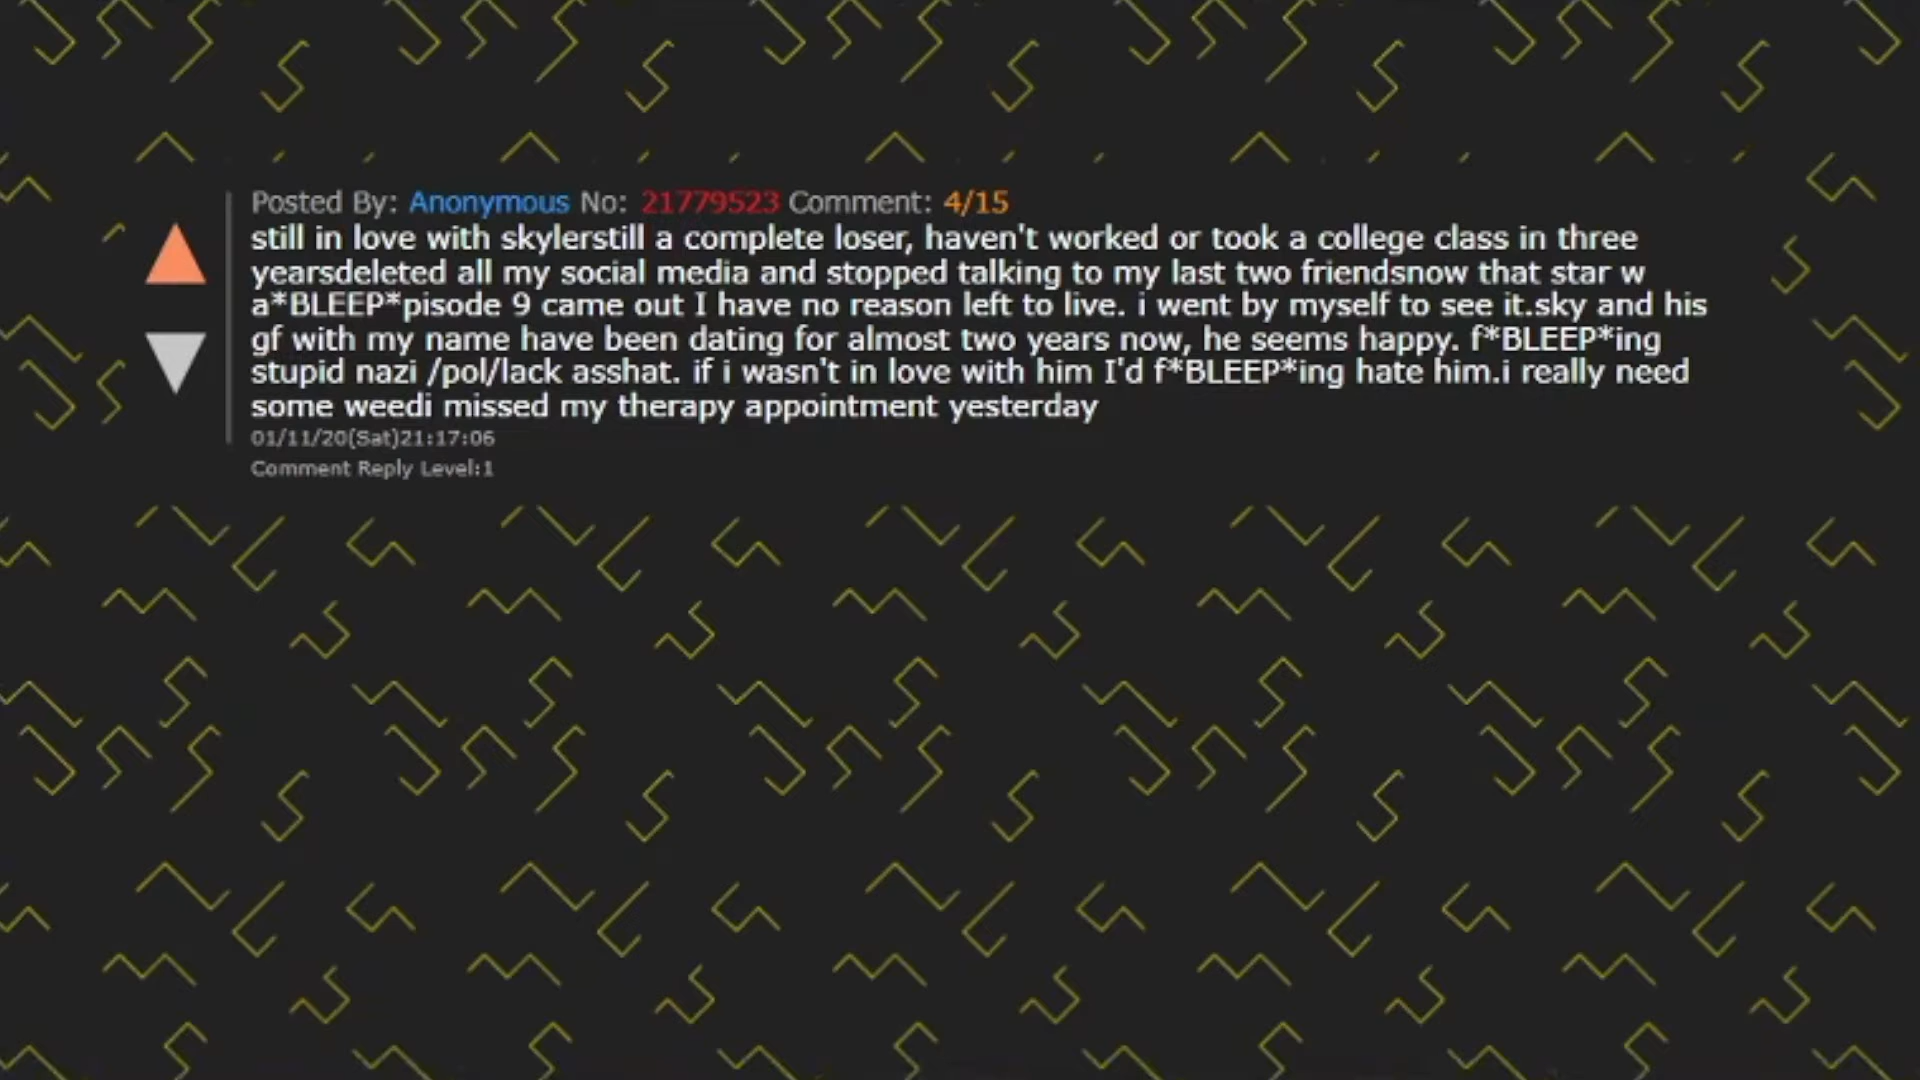 Posted By: Anonymous No: 21779523 Comment: 4/15
still in love with skylerstill a complete loser, haven't worked or took a college class in three
yearsdeleted all my social media and stopped talking to my last two friendsnow that star w
a*BLEEP*pisode 9 came out I have no reason left to live. i went by myself to see it.sky and his
gf with my name have been dating for almost two years now, he seems happy. f*BLEEP*ing
stupid nazi /pol/lack asshat. if i wasn't in love with him I'd f*BLEEP*ing hate him.i really need
some weedi missed my therapy appointment yesterday
01/11/20(Sat)21:17:06
Comment Reply Level:1